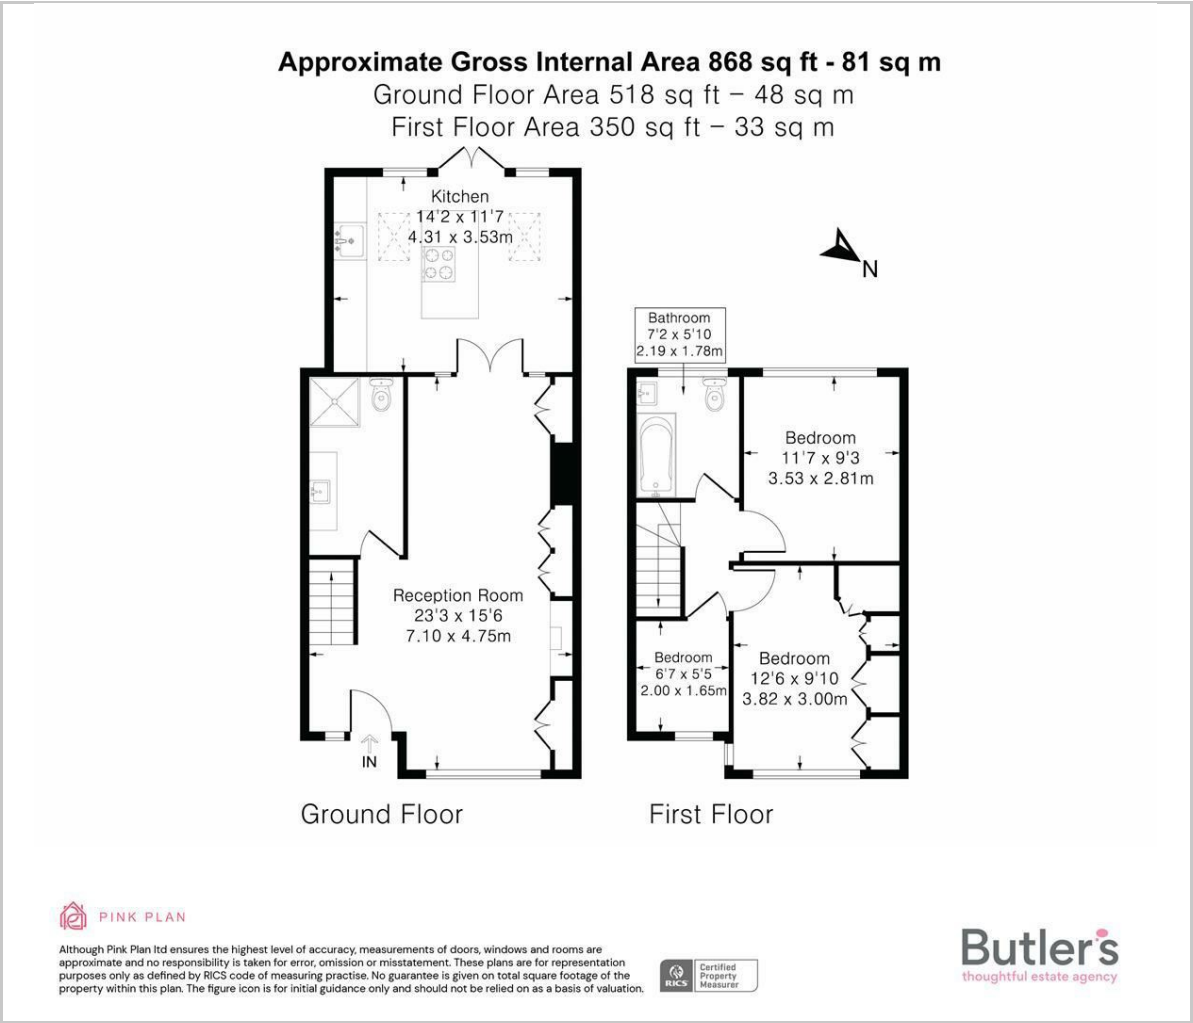 Approximate Gross Internal Area 868 sq ft - 81 sq m
Ground Floor Area 518 sq ft – 48 sq m
First Floor Area 350 sq ft – 33 sq m
Kitchen
14'2 x 11'7
4.31 x 3.53m
N
Bathroom
7'2 x 5'10
2.19 x 1.78m
Bedroom
11'7 x 9'3
3.53 x 2.81m
Reception Room
23'3 x 15'6
7.10 x 4.75m
Bedroom
6'7 x 5'5
2.00 x 1.65m
Bedroom
12'6 x 9'10
3.82 x 3.00m
IN
Ground Floor
First Floor
PINK PLAN
Although Pink Plan ltd ensures the highest level of accuracy, measurements of doors, windows and rooms are
approximate and no responsibility is taken for error, omission or misstatement. These plans are for representation
purposes only as defined by RICS code of measuring practise. No guarantee is given on total square footage of the
property within this plan. The figure icon is for initial guidance only and should not be relied on as a basis of valuation.
RICS
Certified
Property
Measurer
Butler's
thoughtful estate agency